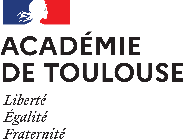 ACADÉMIE
DE TOULOUSE
Liberté
Égalité
Fraternité